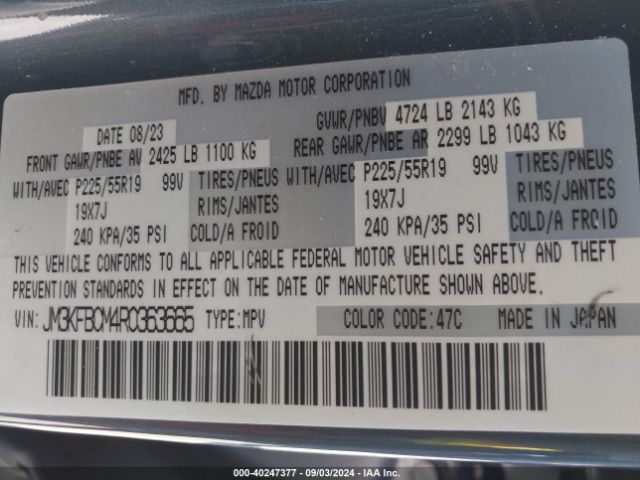 MFD. BY MAZDA MOTOR CORPORATION
DATE 08/23 GVWR/PNBV 4724 LB 2143 KG
FRONT GAWR/PNBE AV 2425 LB 1100 KG REAR GAWR/PNBE AR 2299 LB 1043 KG
WITH/AVEC P225/55R19 99V TIRES/PNEUS WITH/AVEC P225/55R19 99V TIRES/PNEUS
19X7J RIMS/JANTES 19X7J RIMS/JANTES
240 KPA/35 PSI COLD/A FROID 240 KPA/35 PSI COLD/A FROID
THIS VEHICLE CONFORMS TO ALL APPLICABLE FEDERAL MOTOR VEHICLE SAFETY AND THEFT
PREVENTION STANDARDS IN EFFECT ON THE DATE OF MANUFACTURE SHOWN ABOVE.
VIN: JM3KFBCM4R0363665 TYPE:MPV COLOR CODE:47C MADE IN JAPAN
000-40247377 - 09/03/2024 - IAA Inc.